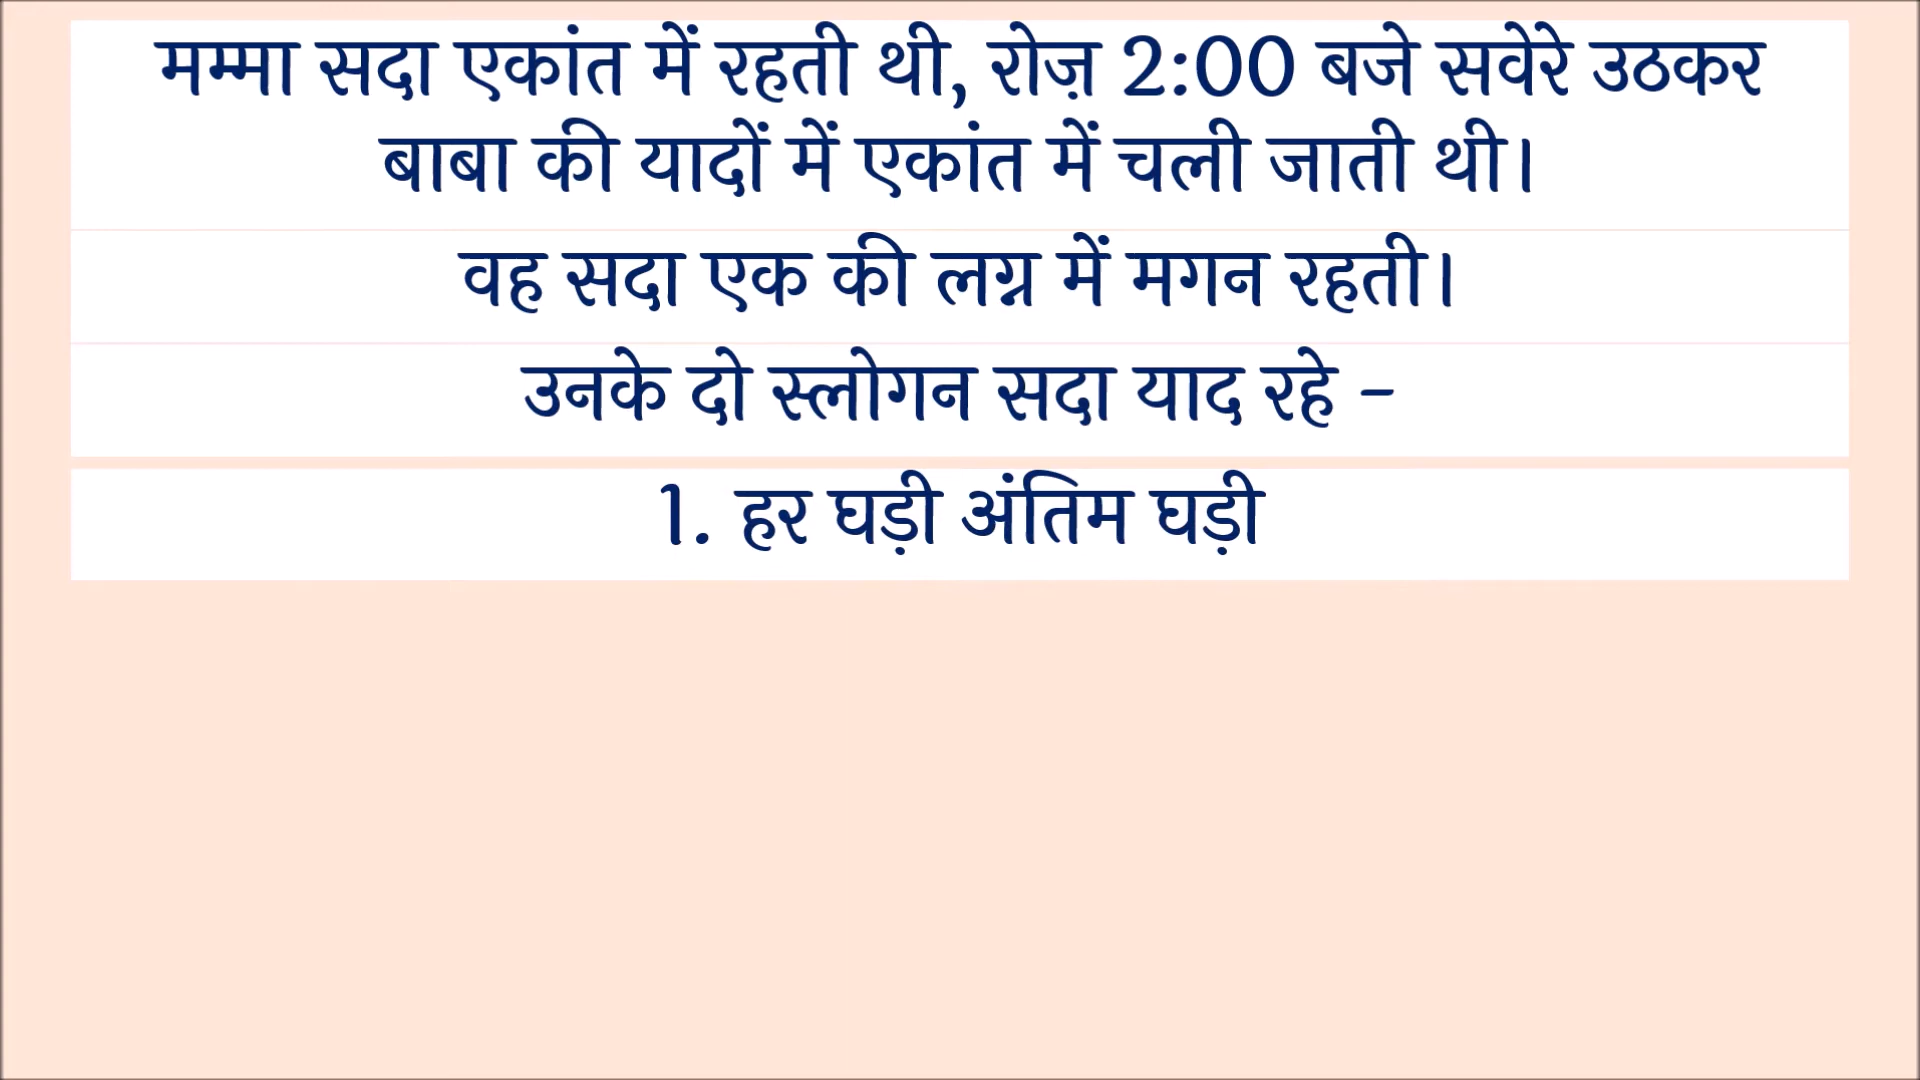 मम्मा सदा एकांत में रहती थी, रोज़ 2:00 बजे सवेरे उठकर
बाबा की यादों में एकांत में चली जाती थी।
वह सदा एक की लग्न में मगन रहती।
उनके दो स्लोगन सदा याद रहे -
1. हर घड़ी अंतिम घड़ी